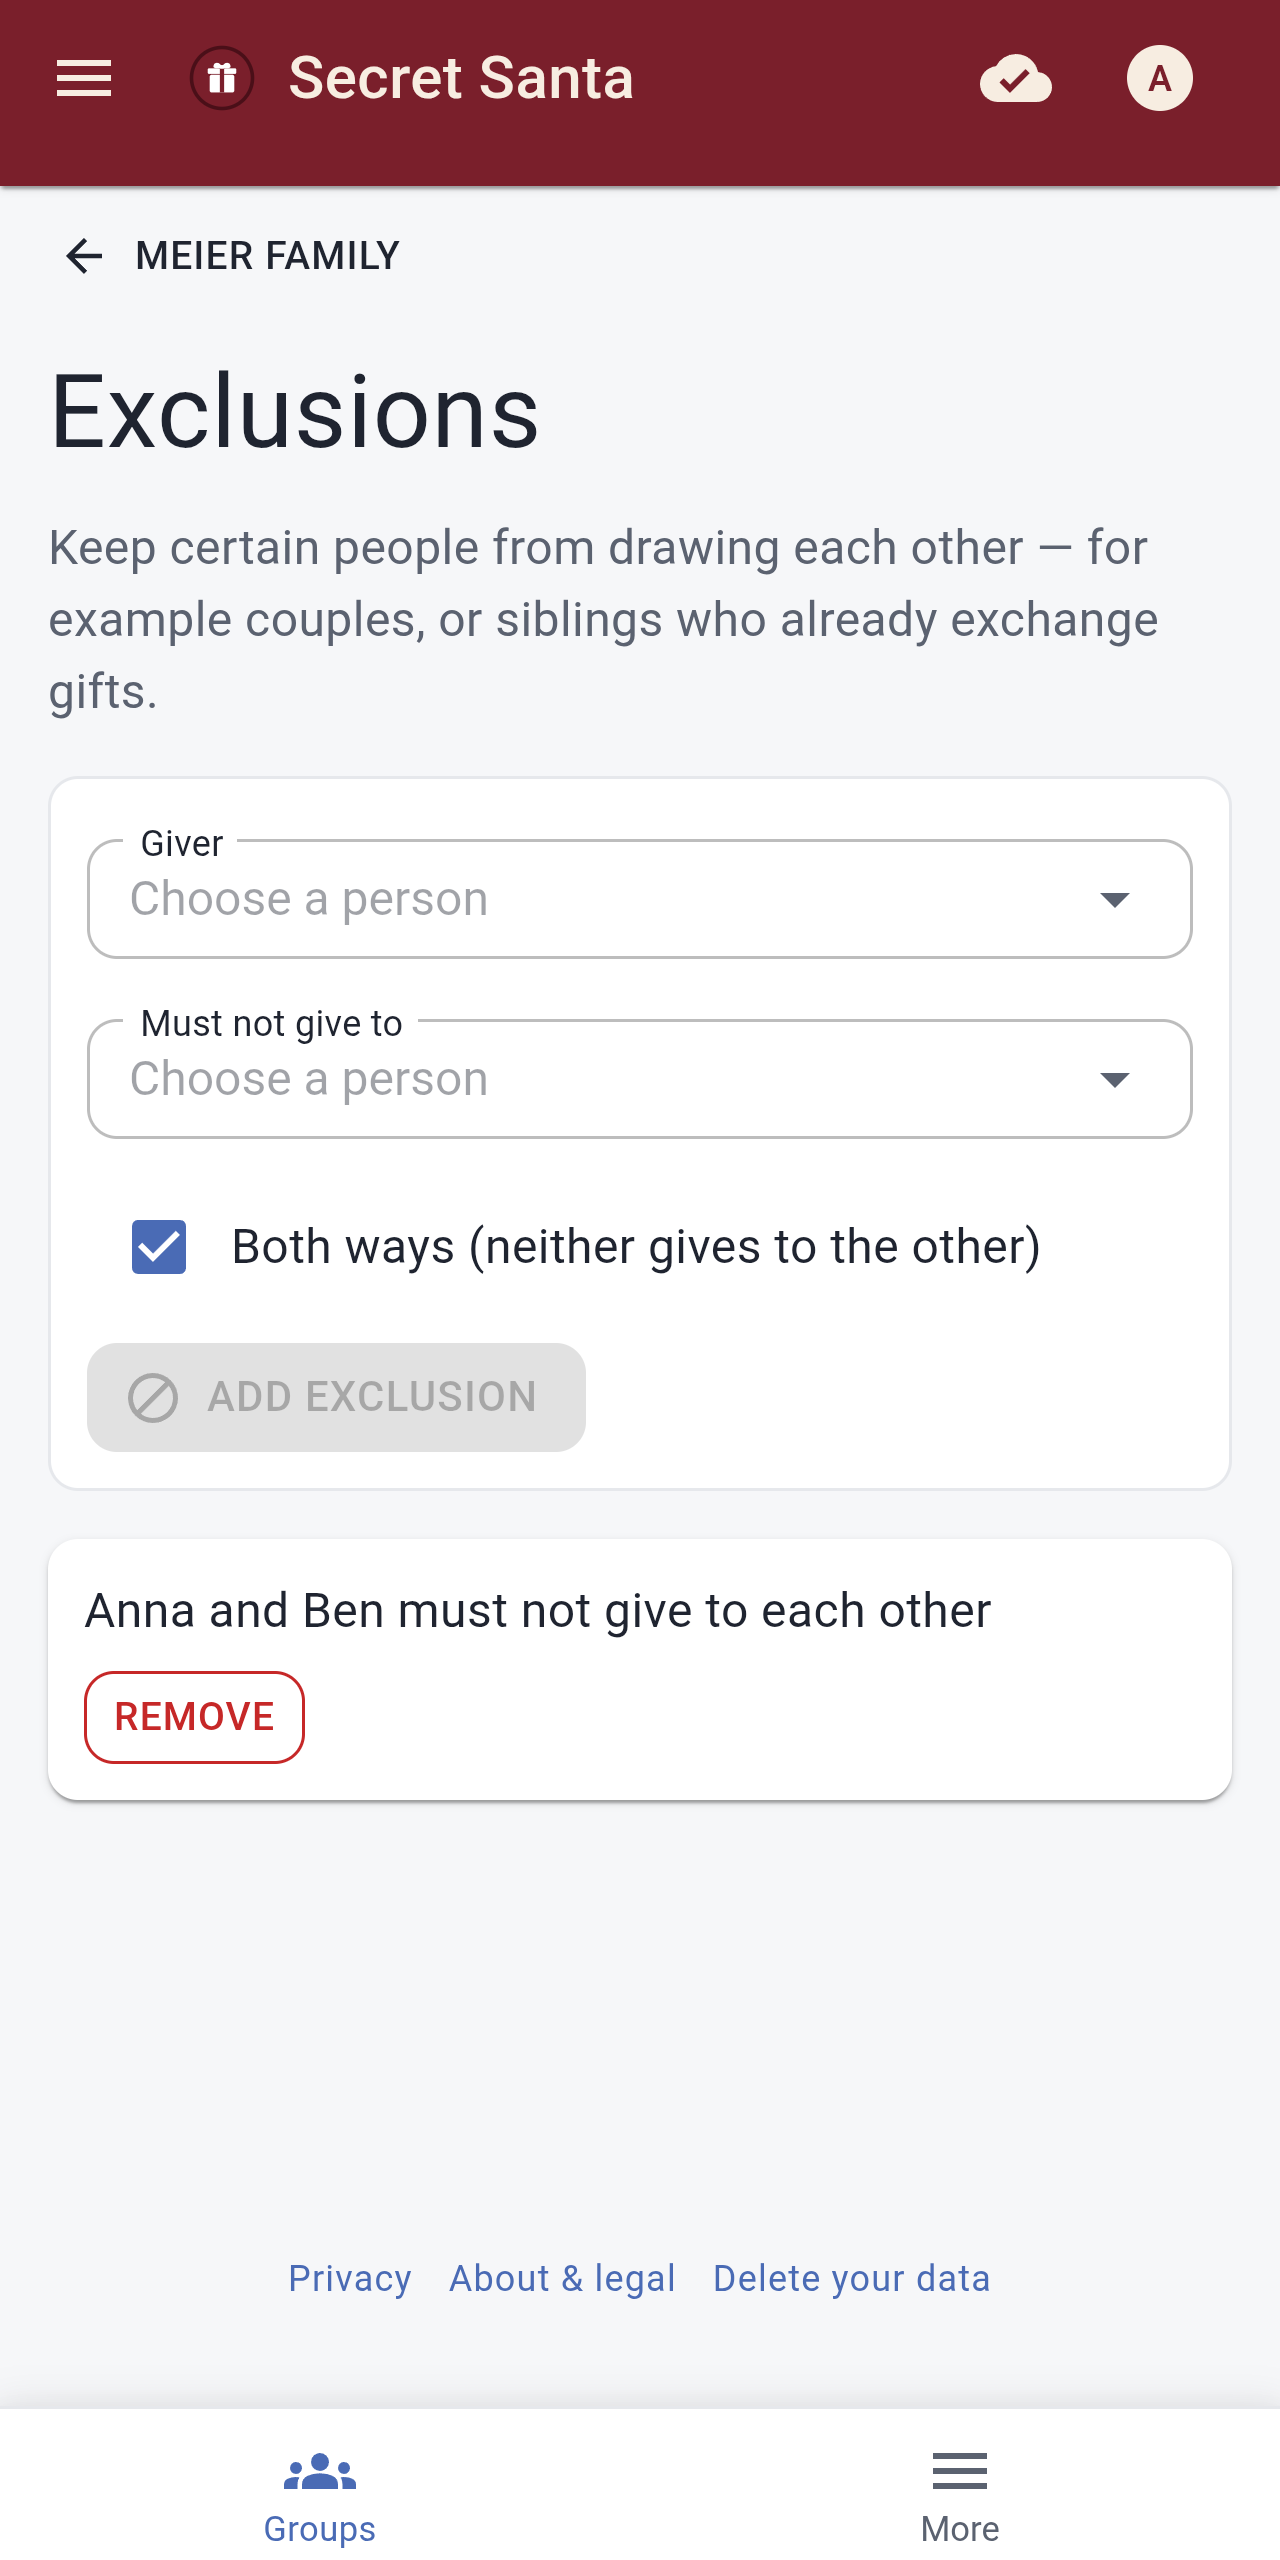 Secret Santa
A
MEIER FAMILY
Exclusions
Keep certain people from drawing each other — for
example couples, or siblings who already exchange
gifts.
Giver
Choose a person
Must not give to
Choose a person
Both ways (neither gives to the other)
ADD EXCLUSION
Anna and Ben must not give to each other
REMOVE
Privacy About & legal Delete your data
Groups More